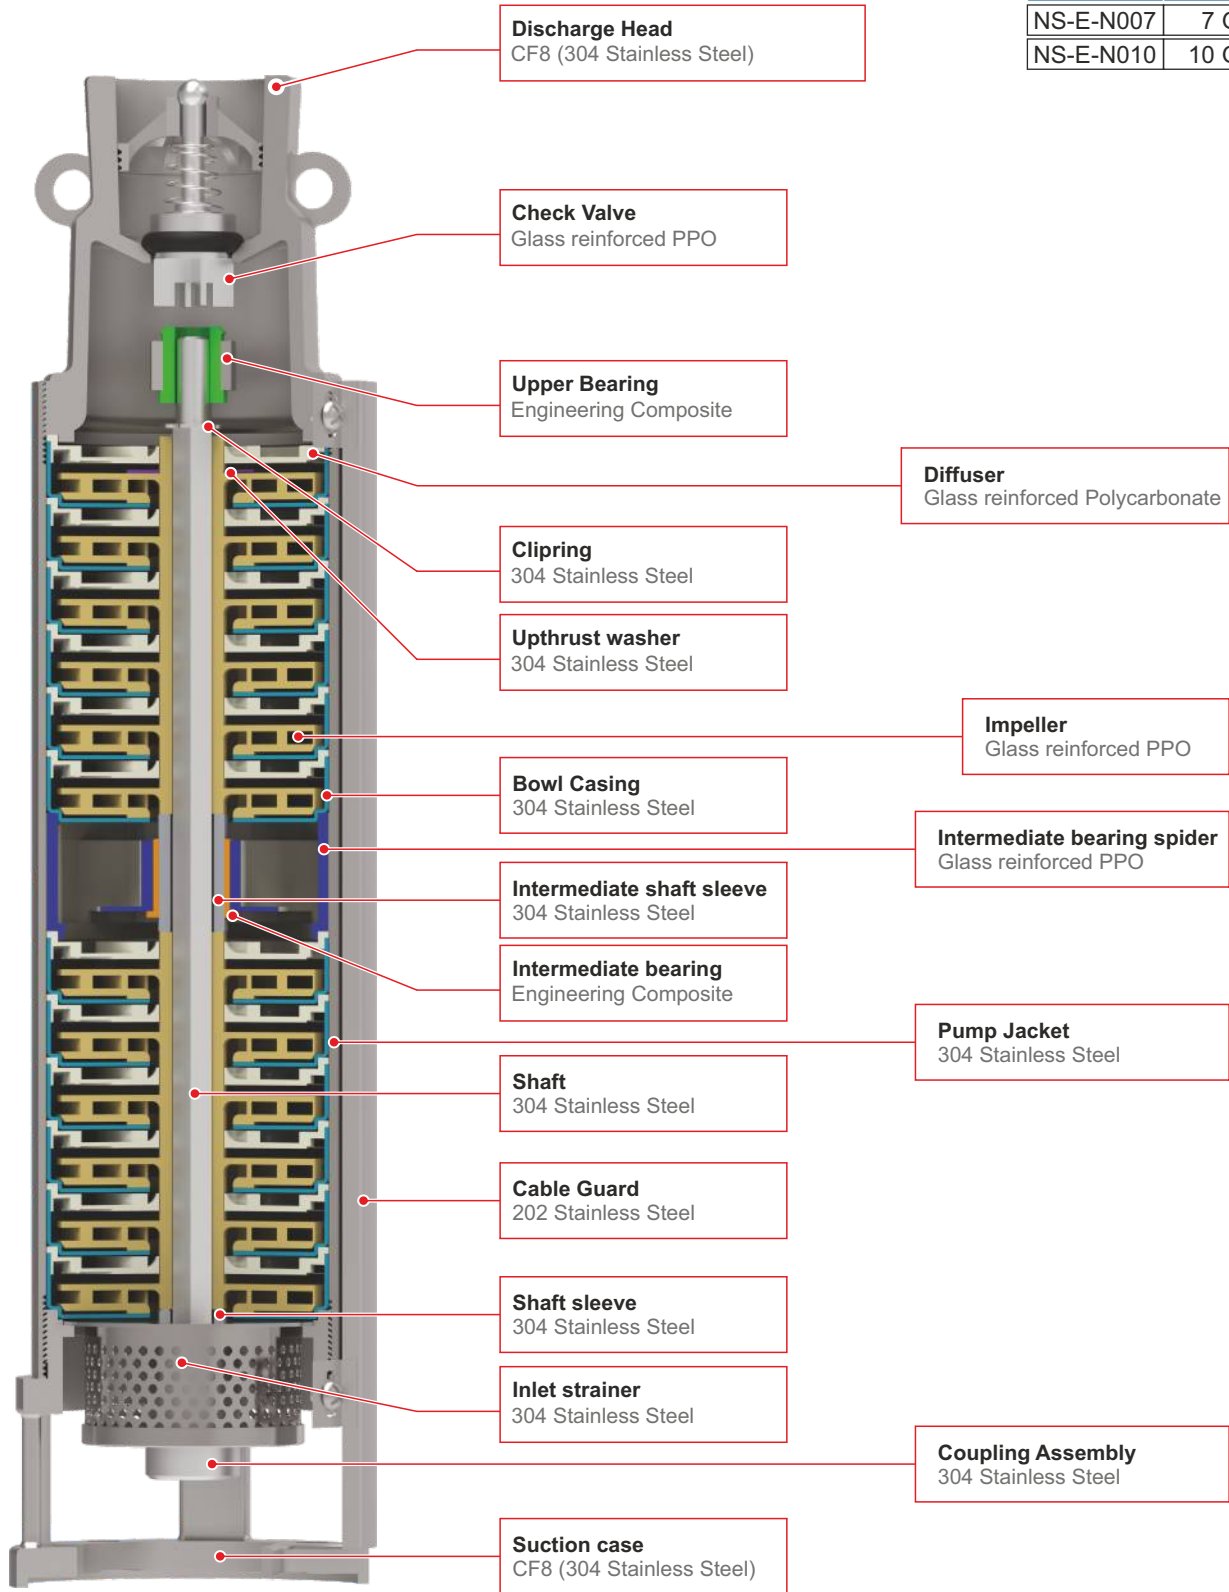 Discharge Head
CF8 (304 Stainless Steel)
NS-E-N007 7
NS-E-N010 10
Check Valve
Glass reinforced PPO
Upper Bearing
Engineering Composite
Diffuser
Glass reinforced Polycarbonate
Clipring
304 Stainless Steel
Upthrust washer
304 Stainless Steel
Impeller
Glass reinforced PPO
Bowl Casing
304 Stainless Steel
Intermediate bearing spider
Glass reinforced PPO
Intermediate shaft sleeve
304 Stainless Steel
Intermediate bearing
Engineering Composite
Pump Jacket
304 Stainless Steel
Shaft
304 Stainless Steel
Cable Guard
202 Stainless Steel
Shaft sleeve
304 Stainless Steel
Inlet strainer
304 Stainless Steel
Coupling Assembly
304 Stainless Steel
Suction case
CF8 (304 Stainless Steel)